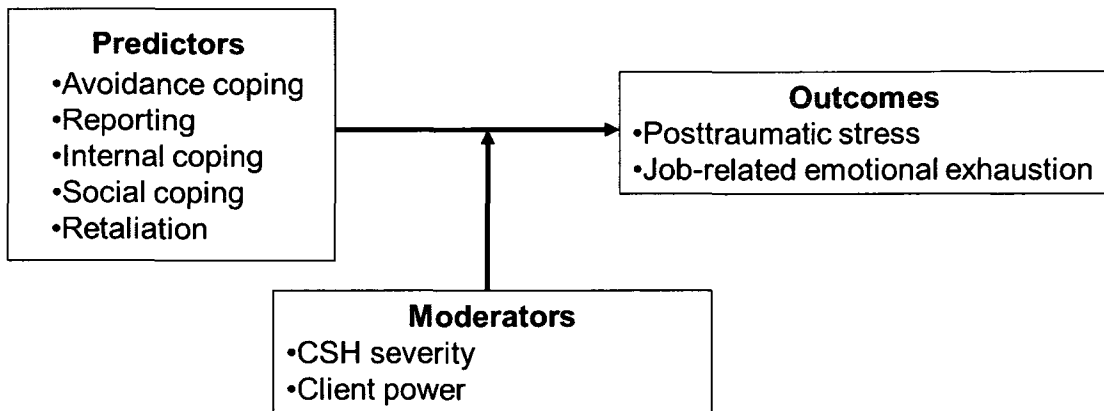 Predictors
•Avoidance coping
•Reporting
•Internal coping
•Social coping
•Retaliation
Outcomes
•Posttraumatic stress
•Job-related emotional exhaustion
Moderators
•CSH severity
•Client power